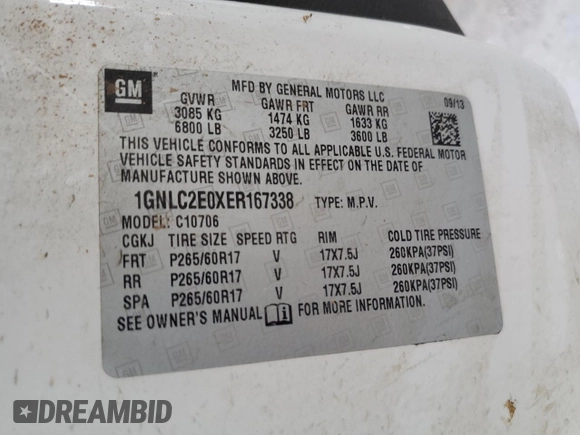 GM
MFD BY GENERAL MOTORS LLC
09/13
GVWR GAWR FRT GAWR RR
3085 KG 1474 KG 1633 KG
6800 LB 3250 LB 3600 LB
THIS VEHICLE CONFORMS TO ALL APPLICABLE U.S. FEDERAL MOTOR
VEHICLE SAFETY STANDARDS IN EFFECT ON THE DATE OF
MANUFACTURE SHOWN ABOVE.
1GNLC2E0XER167338 TYPE: M.P.V.
MODEL: C10706
CGKJ TIRE SIZE SPEED RTG RIM COLD TIRE PRESSURE
FRT P265/60R17 V 17X7.5J 260KPA(37PSI)
RR P265/60R17 V 17X7.5J 260KPA(37PSI)
SPA P265/60R17 V 17X7.5J 260KPA(37PSI)
SEE OWNER'S MANUAL FOR MORE INFORMATION.
DREAMBID